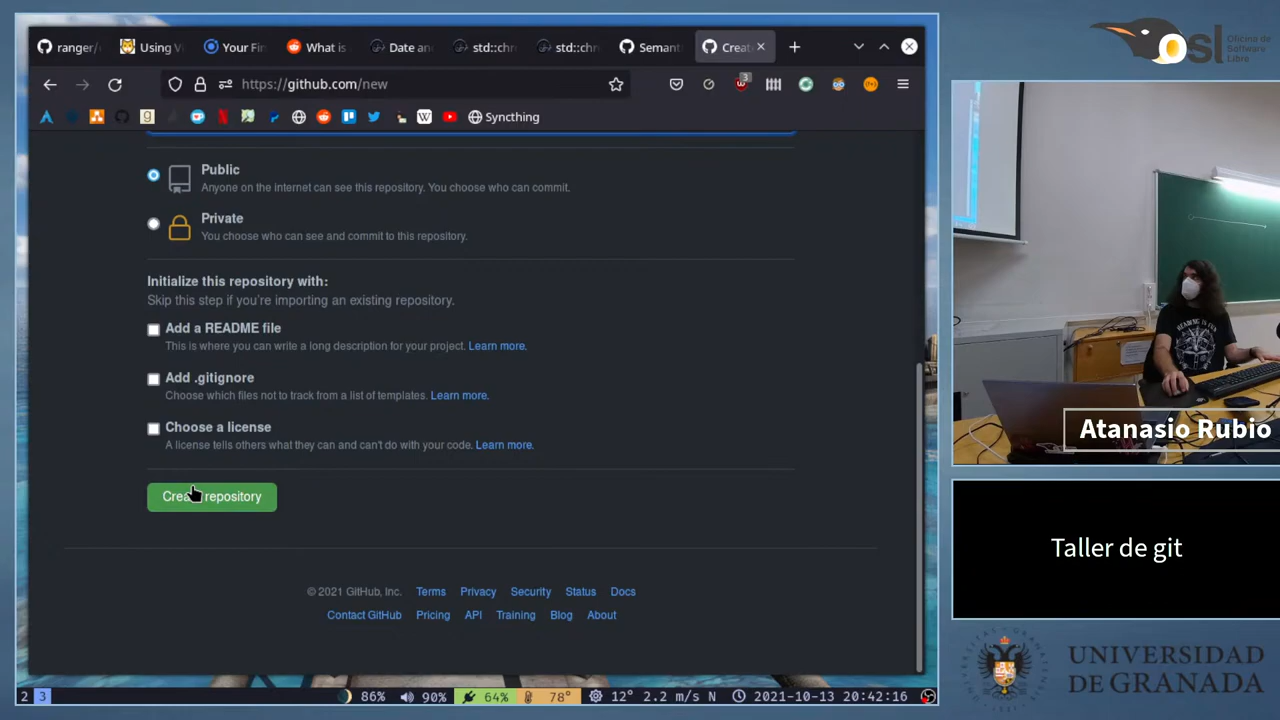 ranger/
Using V
Your Fi
What is
Date an
std::chr
std::chr
Semant
Creat
https://github.com/new
3
Syncthing
Public
Anyone on the internet can see this repository. You choose who can commit.
Private
You choose who can see and commit to this repository.
Initialize this repository with:
Skip this step if you're importing an existing repository.
Add a README file
This is where you can write a long description for your project. Learn more.
Add .gitignore
Choose which files not to track from a list of templates. Learn more.
Choose a license
A license tells others what they can and can't do with your code. Learn more.
Create repository
© 2021 GitHub, Inc. Terms Privacy Security Status Docs
Contact GitHub Pricing API Training Blog About
2 3 86% 90% 64% 78° 12° 2.2 m/s N 2021-10-13 20:42:16
osl
Oficina de
Software
Libre
READING IS FUN
Atanasio Rubio
Taller de git
UNIVERSIDAD
DE GRANADA